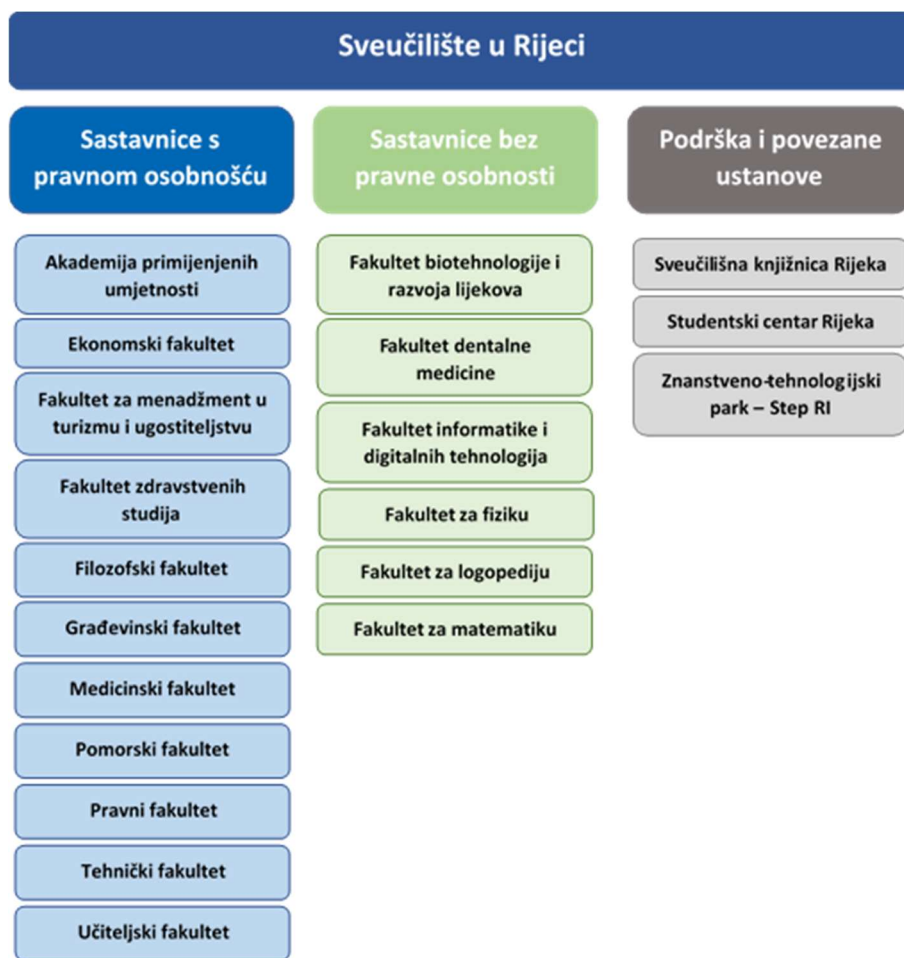 Sveučilište u Rijeci
Sastavnice s
pravnom osobnošću
Akademija primijenjenih
umjetnosti
Ekonomski fakultet
Fakultet za menadžment u
turizmu i ugostiteljstvu
Fakultet zdravstvenih
studija
Filozofski fakultet
Građevinski fakultet
Medicinski fakultet
Pomorski fakultet
Pravni fakultet
Tehnički fakultet
Učiteljski fakultet
Sastavnice bez
pravne osobnosti
Fakultet biotehnologije i
razvoja lijekova
Fakultet dentalne
medicine
Fakultet informatike i
digitalnih tehnologija
Fakultet za fiziku
Fakultet za logopediju
Fakultet za matematiku
Podrška i povezane
ustanove
Sveučilišna knjižnica Rijeka
Studentski centar Rijeka
Znanstveno-tehnologijski
park – Step RI